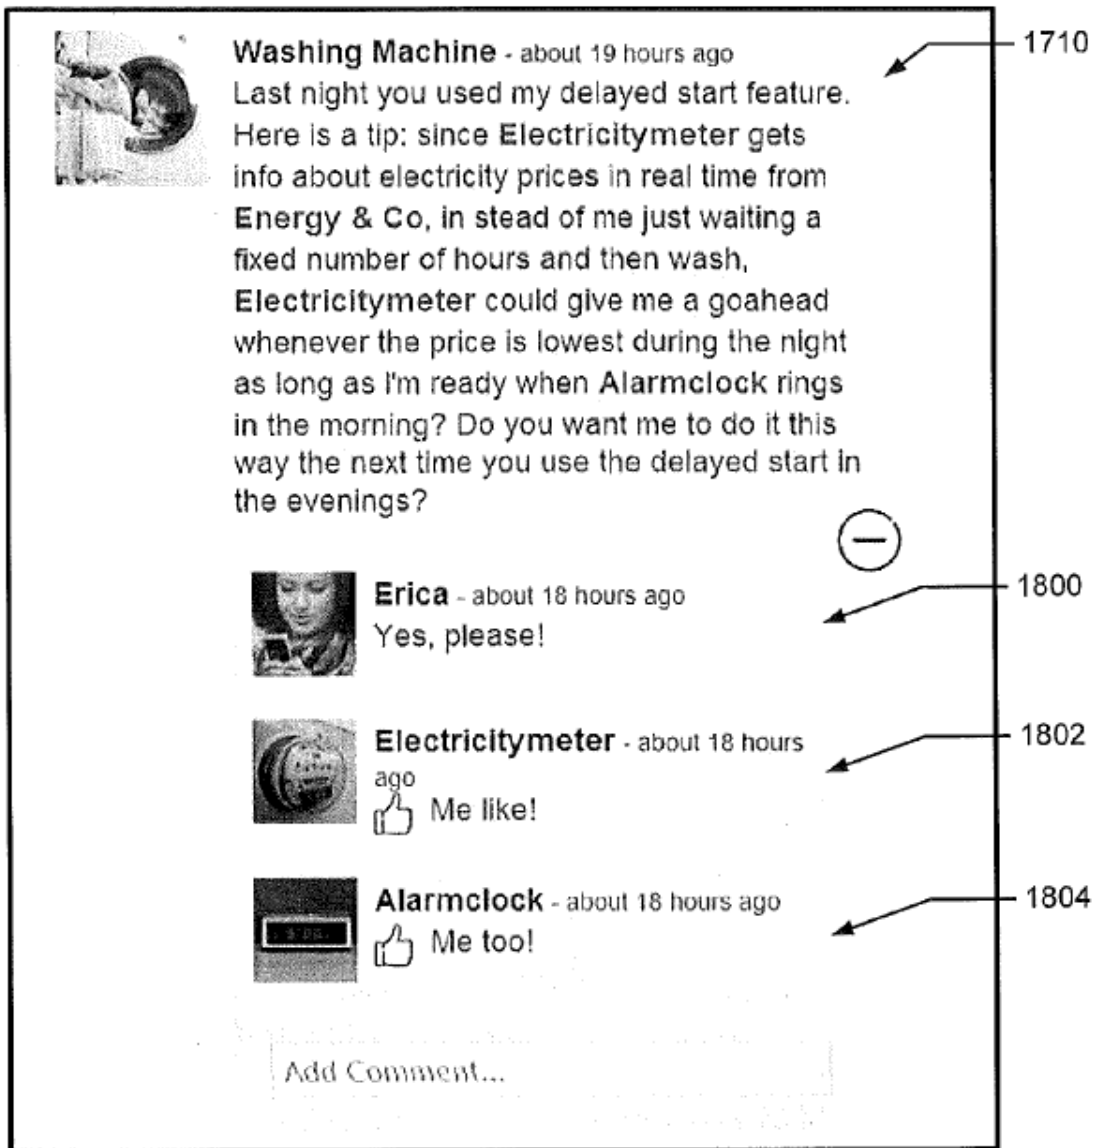 Washing Machine - about 19 hours ago
1710
Last night you used my delayed start feature.
Here is a tip: since Electricitymeter gets
info about electricity prices in real time from
Energy & Co, in stead of me just waiting a
fixed number of hours and then wash,
Electricitymeter could give me a goahead
whenever the price is lowest during the night
as long as I'm ready when Alarmclock rings
in the morning? Do you want me to do it this
way the next time you use the delayed start in
the evenings?
Erica - about 18 hours ago
1800
Yes, please!
Electricitymeter - about 18 hours
1802
ago
Me like!
Alarmclock - about 18 hours ago
1804
Me too!
Add Comment...